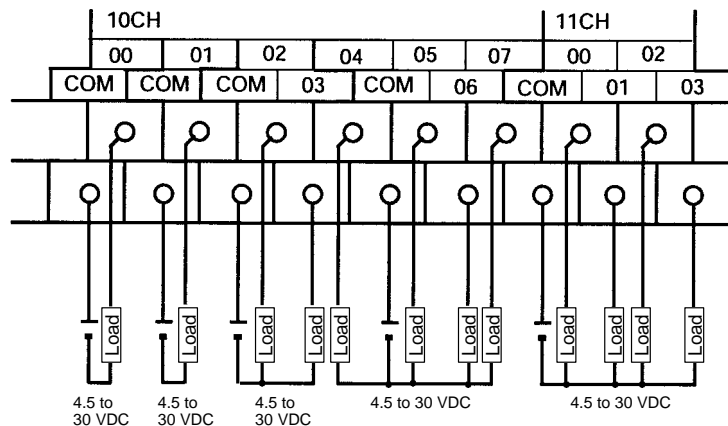 10CH 11CH
00 01 02 04 05 07 00 02
COM COM COM 03 COM 06 COM 01 03
Load Load Load Load Load Load Load Load Load Load Load Load
4.5 to 4.5 to 4.5 to 4.5 to 30 VDC 4.5 to 30 VDC
30 VDC 30 VDC 30 VDC